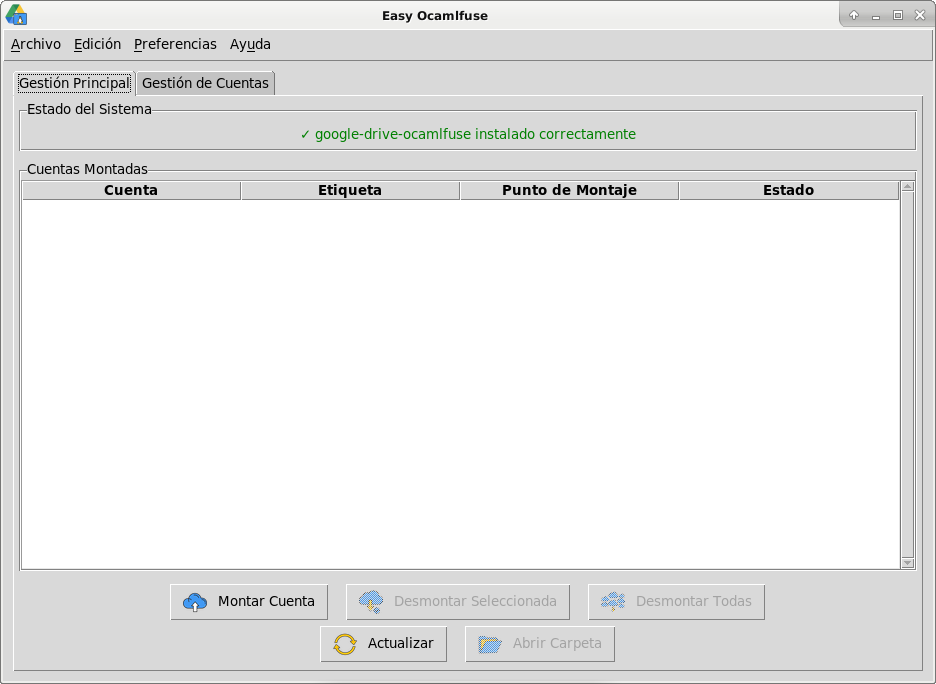 Easy Ocamlfuse
Archivo Edición Preferencias Ayuda
Gestión Principal Gestión de Cuentas
Estado del Sistema
✓ google-drive-ocamlfuse instalado correctamente
Cuentas Montadas
Cuenta Etiqueta Punto de Montaje Estado
Montar Cuenta Desmontar Seleccionada Desmontar Todas
Actualizar Abrir Carpeta